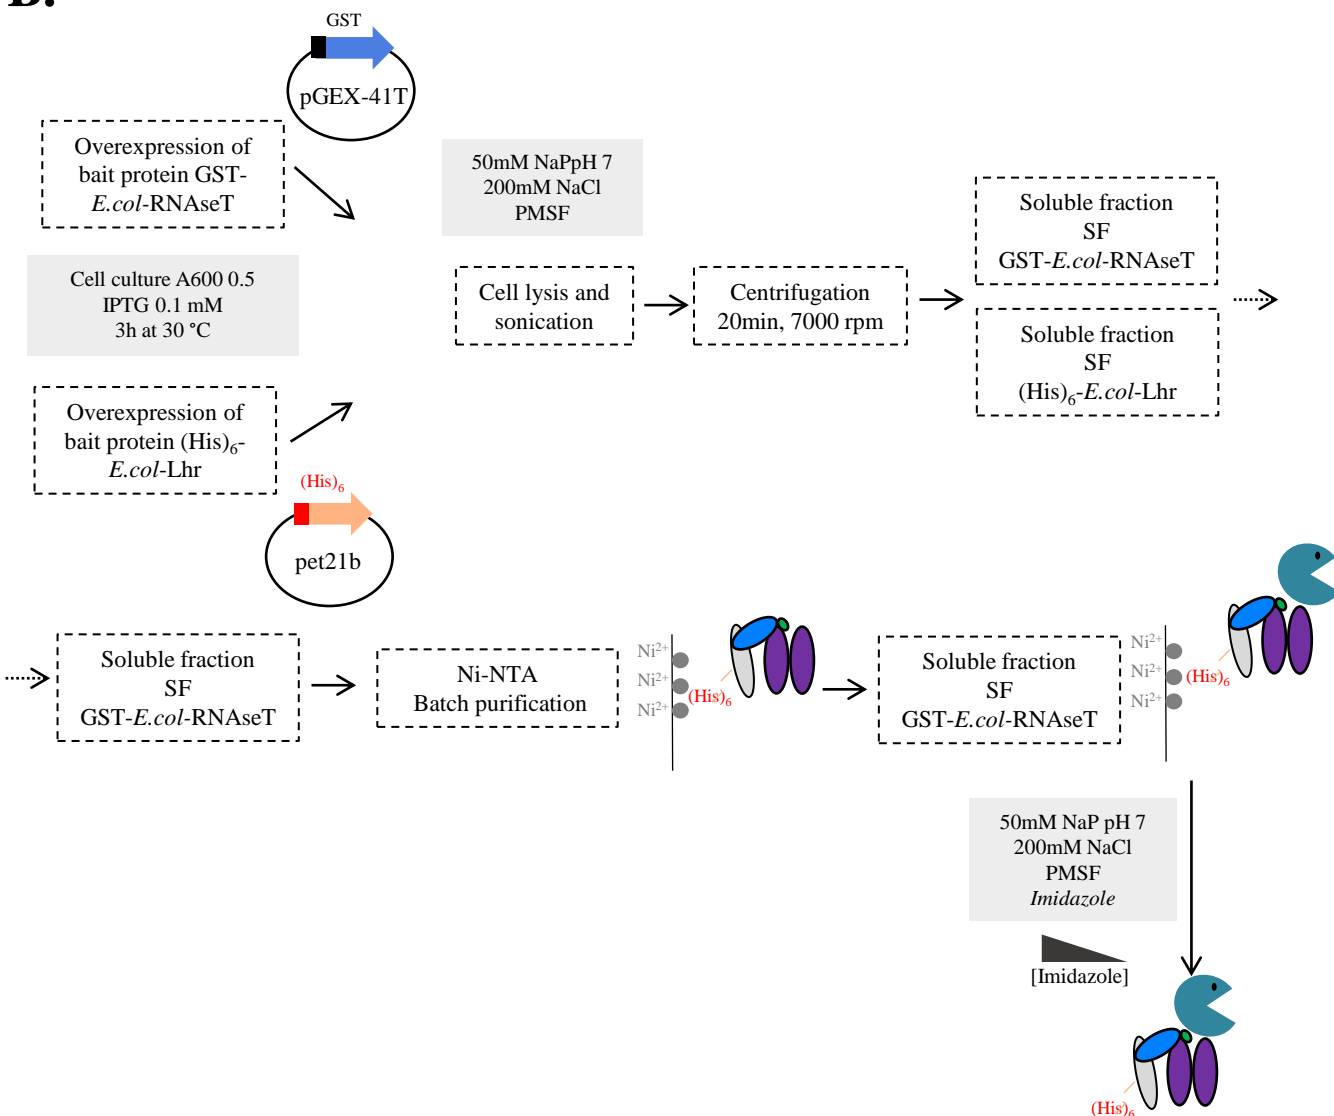 B.
GST
pGEX-41T
Overexpression of
bait protein GST-
E.col-RNAseT
50mM NaPpH 7
200mM NaCl
PMSF
Cell culture A600 0.5
IPTG 0.1 mM
3h at 30 °C
Cell lysis and
sonication
Centrifugation
20min, 7000 rpm
Soluble fraction
SF
GST-E.col-RNAseT
Soluble fraction
SF
(His)6-E.col-Lhr
Overexpression of
bait protein (His)6-
E.col-Lhr
(His)6
pet21b
Soluble fraction
SF
GST-E.col-RNAseT
Ni-NTA
Batch purification
Ni2+
Ni2+
Ni2+
(His)6
Soluble fraction
SF
GST-E.col-RNAseT
Ni2+
Ni2+
Ni2+
(His)6
50mM NaP pH 7
200mM NaCl
PMSF
Imidazole
[Imidazole]
(His)6